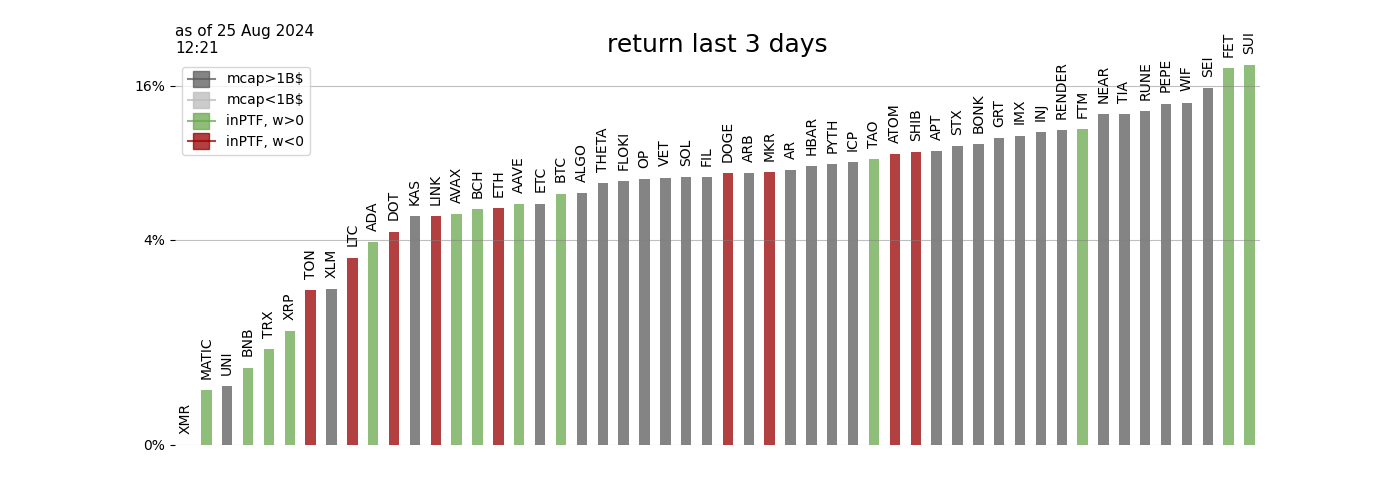 as of 25 Aug 2024
12:21
return last 3 days
mcap>1B$
mcap<1B$
inPTF, w>0
inPTF, w<0
16%
4%
0%
XMR
MATIC
UNI
BNB
TRX
XRP
TON
XLM
LTC
ADA
DOT
KAS
LINK
AVAX
BCH
ETH
AAVE
ETC
BTC
ALGO
THETA
FLOKI
OP
VET
SOL
FIL
DOGE
ARB
MKR
AR
HBAR
PYTH
ICP
TAO
ATOM
SHIB
APT
STX
BONK
GRT
IMX
INJ
RENDER
FTM
NEAR
TIA
RUNE
PEPE
WIF
SEI
FET
SUI